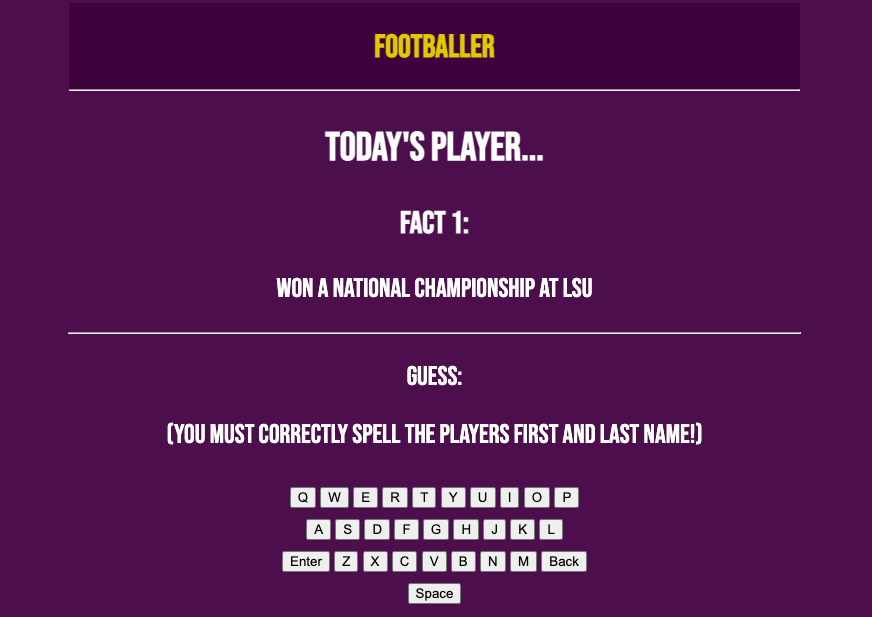 FOOTBALLER
TODAY'S PLAYER...
FACT 1:
WON A NATIONAL CHAMPIONSHIP AT LSU
GUESS:
(YOU MUST CORRECTLY SPELL THE PLAYERS FIRST AND LAST NAME!)
Q W E R T Y U I O P
A S D F G H J K L
Enter Z X C V B N M Back
Space